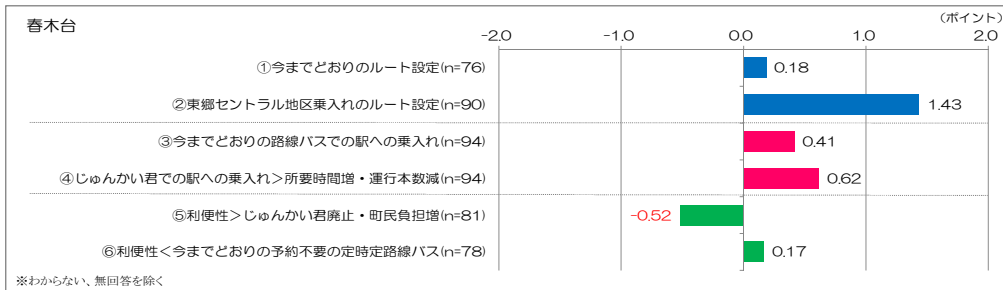 春木台
(ポイント)
-2.0 -1.0 0.0 1.0 2.0
①今までどおりのルート設定(n=76) 0.18
②東郷セントラル地区乗入れのルート設定(n=90) 1.43
③今までどおりの路線バスでの駅への乗入れ(n=94) 0.41
④じゅんかい君での駅への乗入れ>所要時間増・運行本数減(n=94) 0.62
⑤利便性>じゅんかい君廃止・町民負担増(n=81) -0.52
⑥利便性<今までどおりの予約不要の定時定路線バス(n=78) 0.17
※わからない、無回答を除く